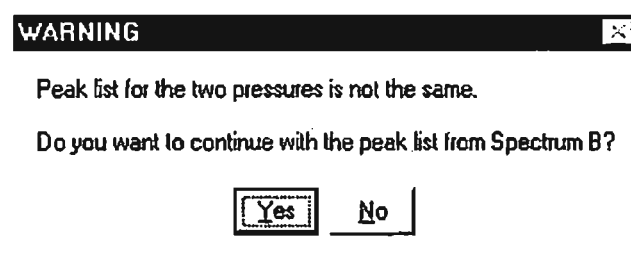 WARNING
Peak list for the two pressures is not the same.
Do you want to continue with the peak list from Spectrum B?
Yes No